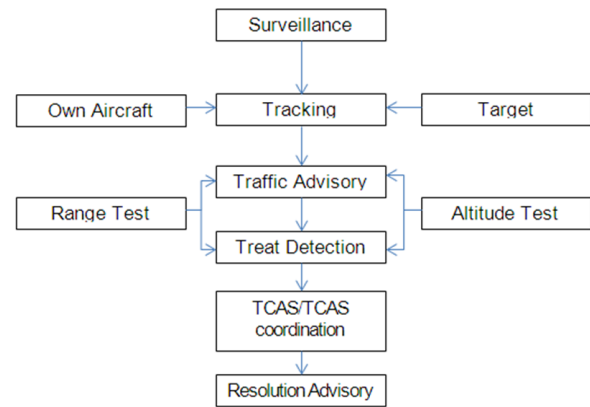 Surveillance
Own Aircraft
Tracking
Target
Traffic Advisory
Range Test
Altitude Test
Treat Detection
TCAS/TCAS
coordination
Resolution Advisory